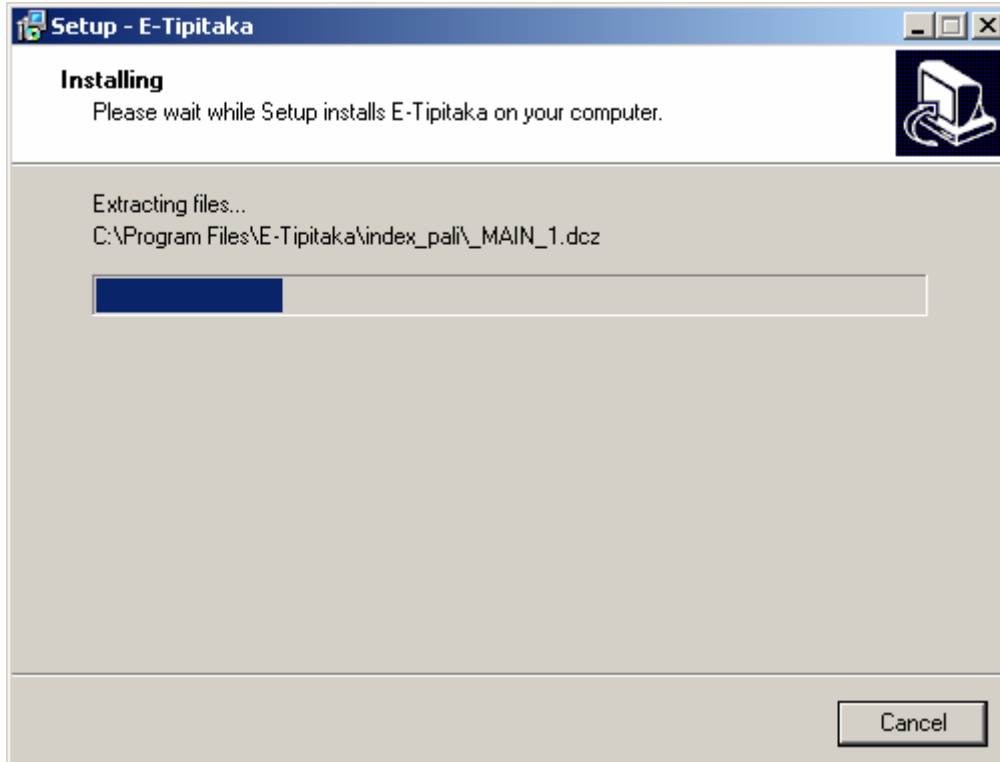 Setup - E-Tipitaka
Installing
Please wait while Setup installs E-Tipitaka on your computer.
Extracting files...
C:\Program Files\E-Tipitaka\index_pali\_MAIN_1.dcz
Cancel